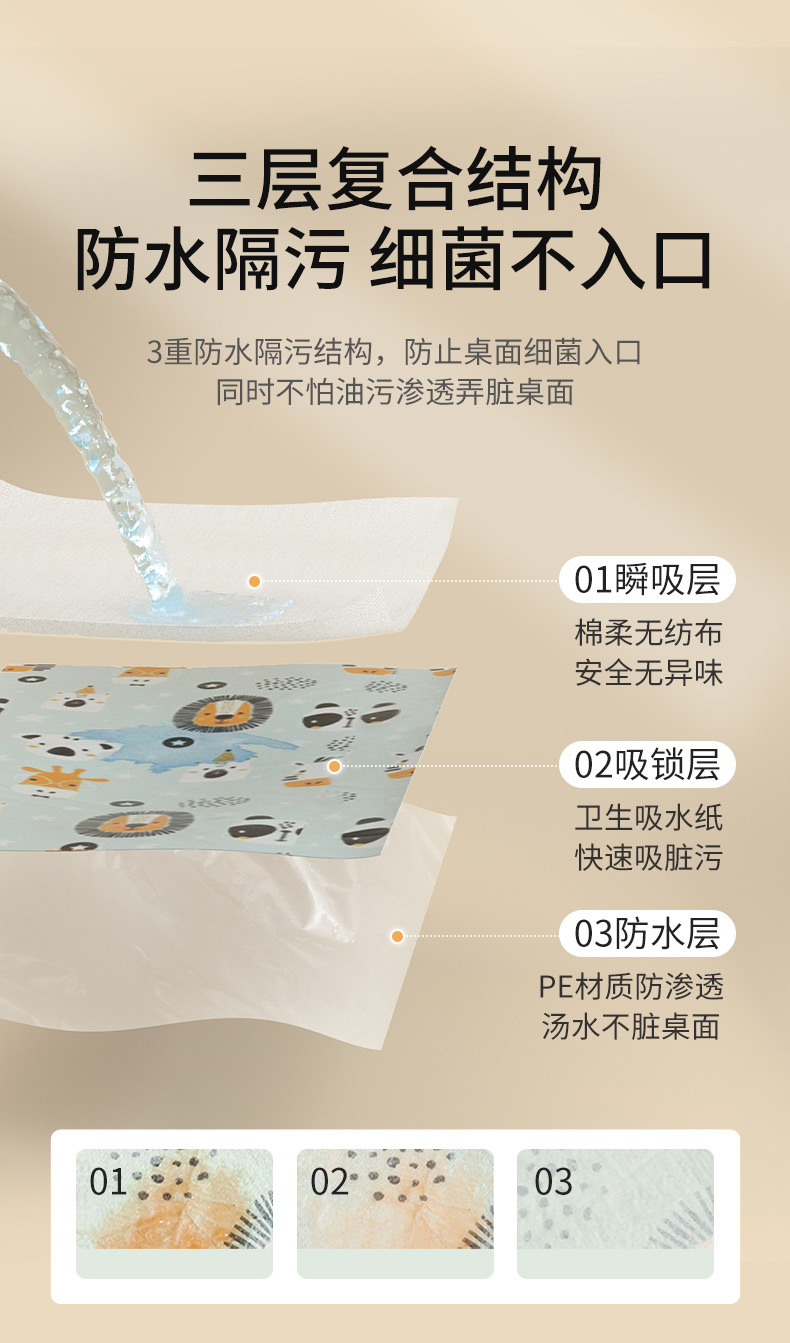 三层复合结构
防水隔污 细菌不入口
3重防水隔污结构，防止桌面细菌入口
同时不怕油污渗透弄脏桌面
01瞬吸层
棉柔无纺布
安全无异味
02吸锁层
卫生吸水纸
快速吸脏污
03防水层
PE材质防渗透
汤水不脏桌面
01
02
03